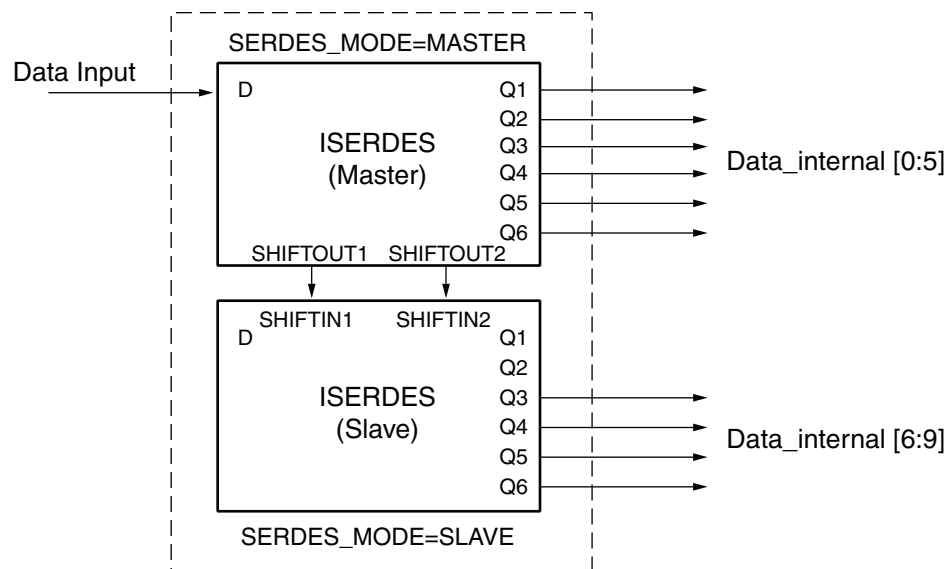 SERDES_MODE=MASTER
Data Input
D
Q1
Q2
ISERDES
(Master)
Q3
Q4
Q5
Q6
Data_internal [0:5]
SHIFTOUT1 SHIFTOUT2
SHIFTIN1 SHIFTIN2
D
Q1
Q2
ISERDES
(Slave)
Q3
Q4
Q5
Q6
Data_internal [6:9]
SERDES_MODE=SLAVE